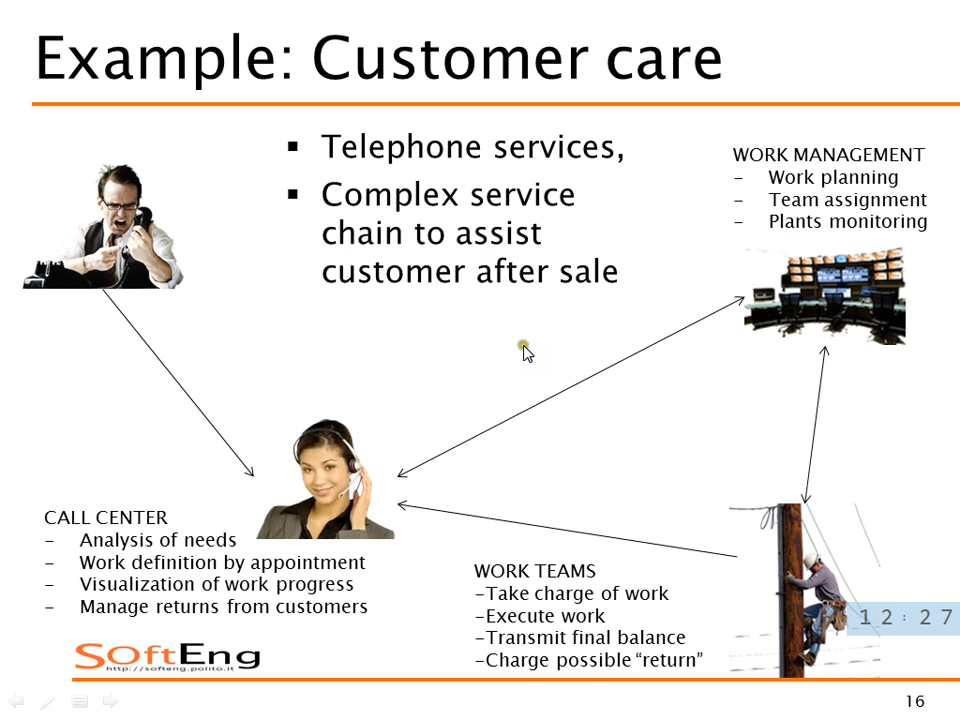 Example: Customer care
▪ Telephone services,
▪ Complex service
chain to assist
customer after sale
WORK MANAGEMENT
- Work planning
- Team assignment
- Plants monitoring
CALL CENTER
- Analysis of needs
- Work definition by appointment
- Visualization of work progress
- Manage returns from customers
WORK TEAMS
-Take charge of work
-Execute work
-Transmit final balance
-Charge possible “return”
12:27
SOftEng
http://softeng.polito.it
16